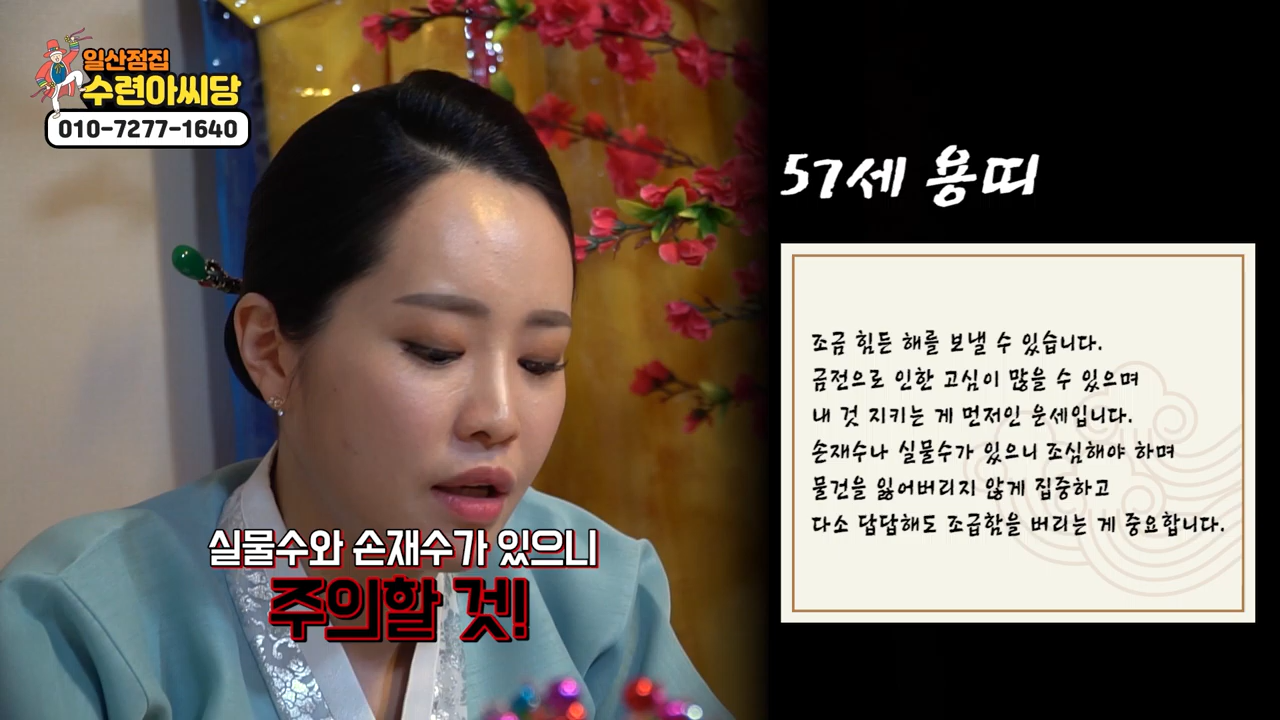 일산점집
수련아씨당
010-7277-1640
57세 용띠
조금 힘든 해를 보낼 수 있습니다.
금전으로 인한 고심이 많을 수 있으며
내 것 지키는 게 먼저인 운세입니다.
손재수나 실물수가 있으니 조심해야 하며
물건을 잃어버리지 않게 집중하고
다소 답답해도 조급함을 버리는 게 중요합니다.
실물수와 손재수가 있으니
주의할 것!